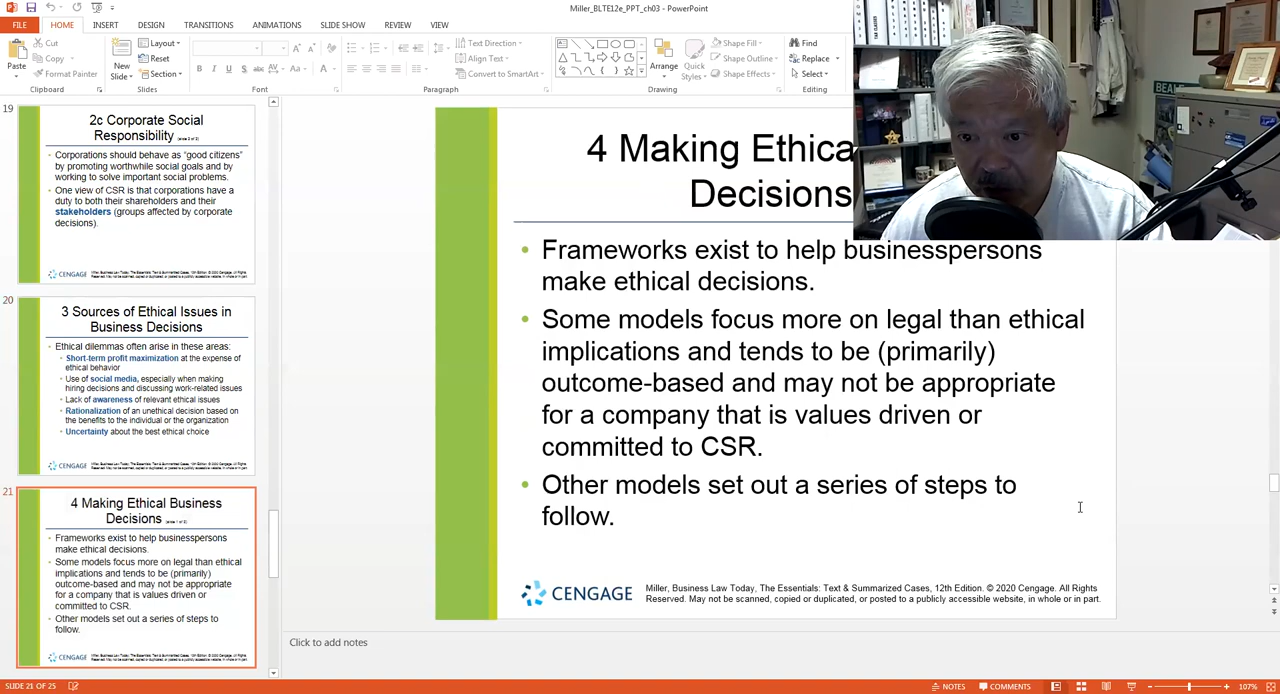 Miller_BLTE12e_PPT_ch03 - PowerPoint
FILE HOME INSERT DESIGN TRANSITIONS ANIMATIONS SLIDE SHOW REVIEW VIEW
Cut
Copy
Format Painter
Paste
Clipboard
New
Slide
Layout
Reset
Section
Slides
B I U S abc AV Aa A
Font
Text Direction
Align Text
Convert to SmartArt
Paragraph
Arrange
Quick
Styles
Shape Fill
Shape Outline
Shape Effects
Drawing
Find
Replace
Select
Editing
19
2c Corporate Social
Responsibility
Corporations should behave as "good citizens"
by promoting worthwhile social goals and by
working to solve important social problems.
One view of CSR is that corporations have a
duty to both their shareholders and their
stakeholders (groups affected by corporate
decisions).
CENGAGE
20
3 Sources of Ethical Issues in
Business Decisions
Ethical dilemmas often arise in these areas:
Short-term profit maximization at the expense of
ethical behavior
Use of social media, especially when making
hiring decisions and discussing work-related issues
Lack of awareness of relevant ethical issues
Rationalization of an unethical decision based on
the benefits to the individual or the organization
Uncertainty about the best ethical choice
CENGAGE
21
4 Making Ethical Business
Decisions
Frameworks exist to help businesspersons
make ethical decisions.
Some models focus more on legal than ethical
implications and tends to be (primarily)
outcome-based and may not be appropriate
for a company that is values driven or
committed to CSR.
Other models set out a series of steps to
follow.
CENGAGE
4 Making Ethica
Decisions
Frameworks exist to help businesspersons
make ethical decisions.
Some models focus more on legal than ethical
implications and tends to be (primarily)
outcome-based and may not be appropriate
for a company that is values driven or
committed to CSR.
Other models set out a series of steps to
follow.
CENGAGE
Miller, Business Law Today, The Essentials: Text & Summarized Cases, 12th Edition. © 2020 Cengage. All Rights
Reserved. May not be scanned, copied or duplicated, or posted to a publicly accessible website, in whole or in part.
BEALE
Click to add notes
SLIDE 21 OF 25
NOTES
COMMENTS
107%